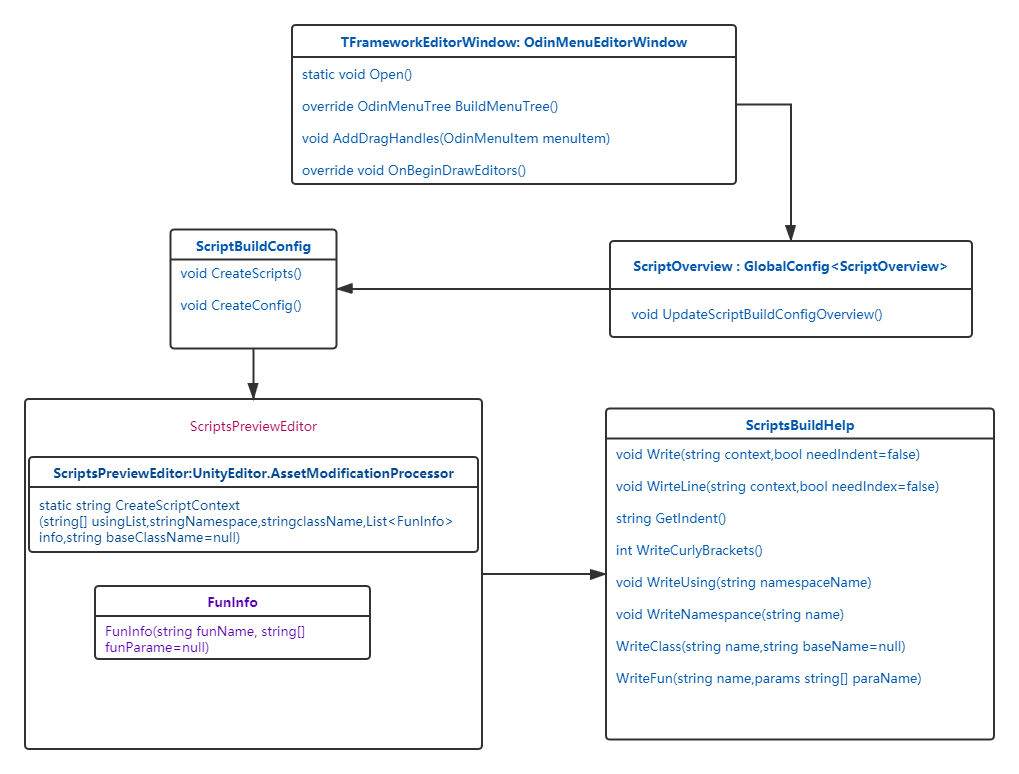 TFrameworkEditorWindow: OdinMenuEditorWindow
static void Open()
override OdinMenuTree BuildMenuTree()
void AddDragHandles(OdinMenuItem menuItem)
override void OnBeginDrawEditors()
ScriptBuildConfig
void CreateScripts()
void CreateConfig()
ScriptOverview : GlobalConfig<ScriptOverview>
void UpdateScriptBuildConfigOverview()
ScriptsPreviewEditor
ScriptsPreviewEditor:UnityEditor.AssetModificationProcessor
static string CreateScriptContext
(string[] usingList,stringNamespace,stringclassName,List<FunInfo>
info,string baseClassName=null)
FunInfo
FunInfo(string funName, string[]
funParame=null)
ScriptsBuildHelp
void Write(string context,bool needIndent=false)
void WirteLine(string context,bool needIndex=false)
string GetIndent()
int WriteCurlyBrackets()
void WriteUsing(string namespaceName)
void WriteNamespance(string name)
WriteClass(string name,string baseName=null)
WriteFun(string name,params string[] paraName)